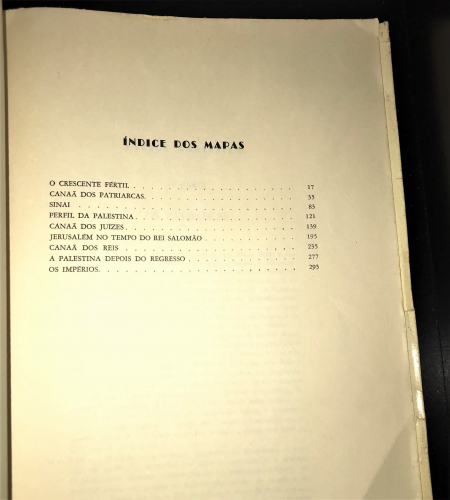 ÍNDICE DOS MAPAS
O CRESCENTE FÉRTIL . . . . . . . . . . . . . . . . . 17
CANAÃ DOS PATRIARCAS. . . . . . . . . . . . . . . . 53
SINAI . . . . . . . . . . . . . . . . . . . . . . . 83
PERFIL DA PALESTINA . . . . . . . . . . . . . . . . . 121
CANAÃ DOS JUÍZES . . . . . . . . . . . . . . . . . . 139
JERUSALÉM NO TEMPO DO REI SALOMÃO . . . . . . . . . . 195
CANAÃ DOS REIS . . . . . . . . . . . . . . . . . . 235
A PALESTINA DEPOIS DO REGRESSO . . . . . . . . . . . . 277
OS IMPÉRIOS. . . . . . . . . . . . . . . . . . . . . 295